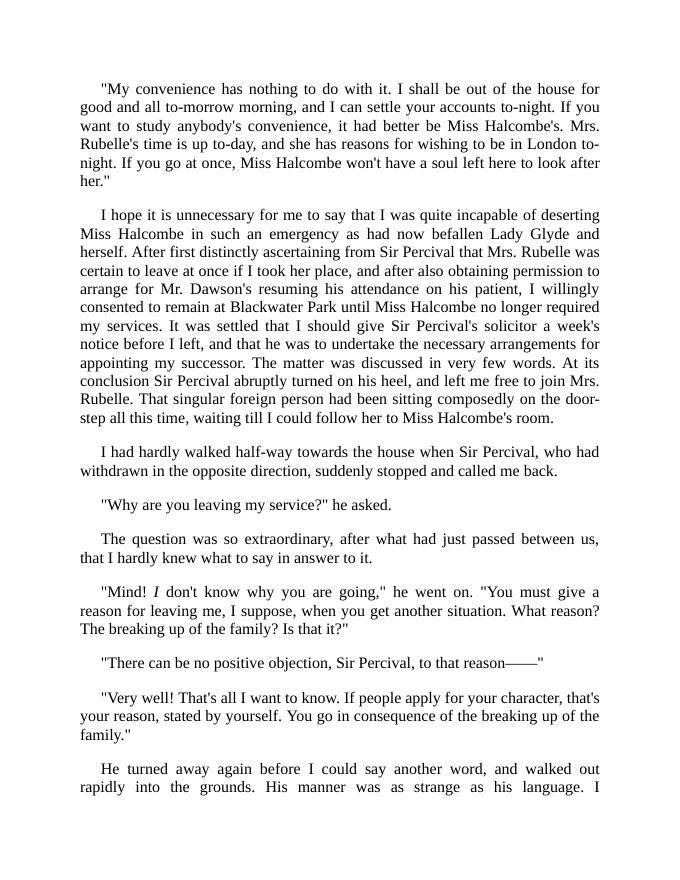 "My convenience has nothing to do with it. I shall be out of the house for
good and all to-morrow morning, and I can settle your accounts to-night. If you
want to study anybody's convenience, it had better be Miss Halcombe's. Mrs.
Rubelle's time is up to-day, and she has reasons for wishing to be in London to-
night. If you go at once, Miss Halcombe won't have a soul left here to look after
her."
I hope it is unnecessary for me to say that I was quite incapable of deserting
Miss Halcombe in such an emergency as had now befallen Lady Glyde and
herself. After first distinctly ascertaining from Sir Percival that Mrs. Rubelle was
certain to leave at once if I took her place, and after also obtaining permission to
arrange for Mr. Dawson's resuming his attendance on his patient, I willingly
consented to remain at Blackwater Park until Miss Halcombe no longer required
my services. It was settled that I should give Sir Percival's solicitor a week's
notice before I left, and that he was to undertake the necessary arrangements for
appointing my successor. The matter was discussed in very few words. At its
conclusion Sir Percival abruptly turned on his heel, and left me free to join Mrs.
Rubelle. That singular foreign person had been sitting composedly on the door-
step all this time, waiting till I could follow her to Miss Halcombe's room.
I had hardly walked half-way towards the house when Sir Percival, who had
withdrawn in the opposite direction, suddenly stopped and called me back.
"Why are you leaving my service?" he asked.
The question was so extraordinary, after what had just passed between us,
that I hardly knew what to say in answer to it.
"Mind! I don't know why you are going," he went on. "You must give a
reason for leaving me, I suppose, when you get another situation. What reason?
The breaking up of the family? Is that it?"
"There can be no positive objection, Sir Percival, to that reason——"
"Very well! That's all I want to know. If people apply for your character, that's
your reason, stated by yourself. You go in consequence of the breaking up of the
family."
He turned away again before I could say another word, and walked out
rapidly into the grounds. His manner was as strange as his language. I